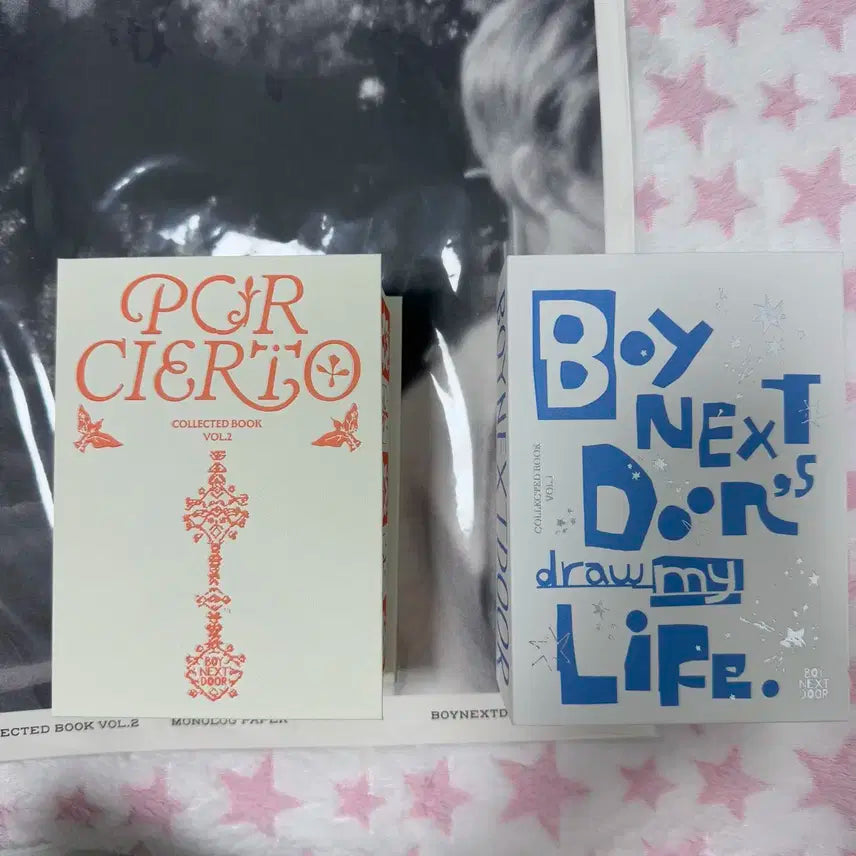 POR
CIERTO
COLLECTED BOOK
VOL.2
BOY
NEXT
DOOR
BOYNEXTDOOR
BOY
NEXT
DOOR's
draw my
LiFe.
COLLECTED BOOK
VOL.1
BOY
NEXT
DOOR
ECTED BOOK VOL.2
MONOLOG PAPER
BOYNEXTD